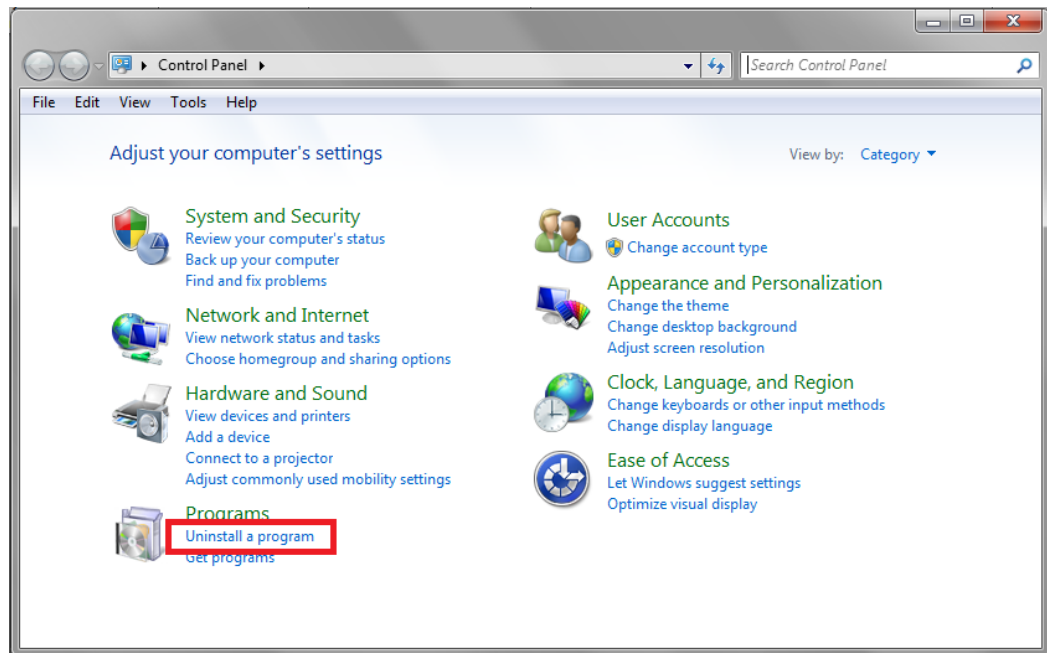 Control Panel
Search Control Panel
File Edit View Tools Help
Adjust your computer's settings
View by: Category
System and Security
Review your computer's status
Back up your computer
Find and fix problems
Network and Internet
View network status and tasks
Choose homegroup and sharing options
Hardware and Sound
View devices and printers
Add a device
Connect to a projector
Adjust commonly used mobility settings
Programs
Uninstall a program
Get programs
User Accounts
Change account type
Appearance and Personalization
Change the theme
Change desktop background
Adjust screen resolution
Clock, Language, and Region
Change keyboards or other input methods
Change display language
Ease of Access
Let Windows suggest settings
Optimize visual display